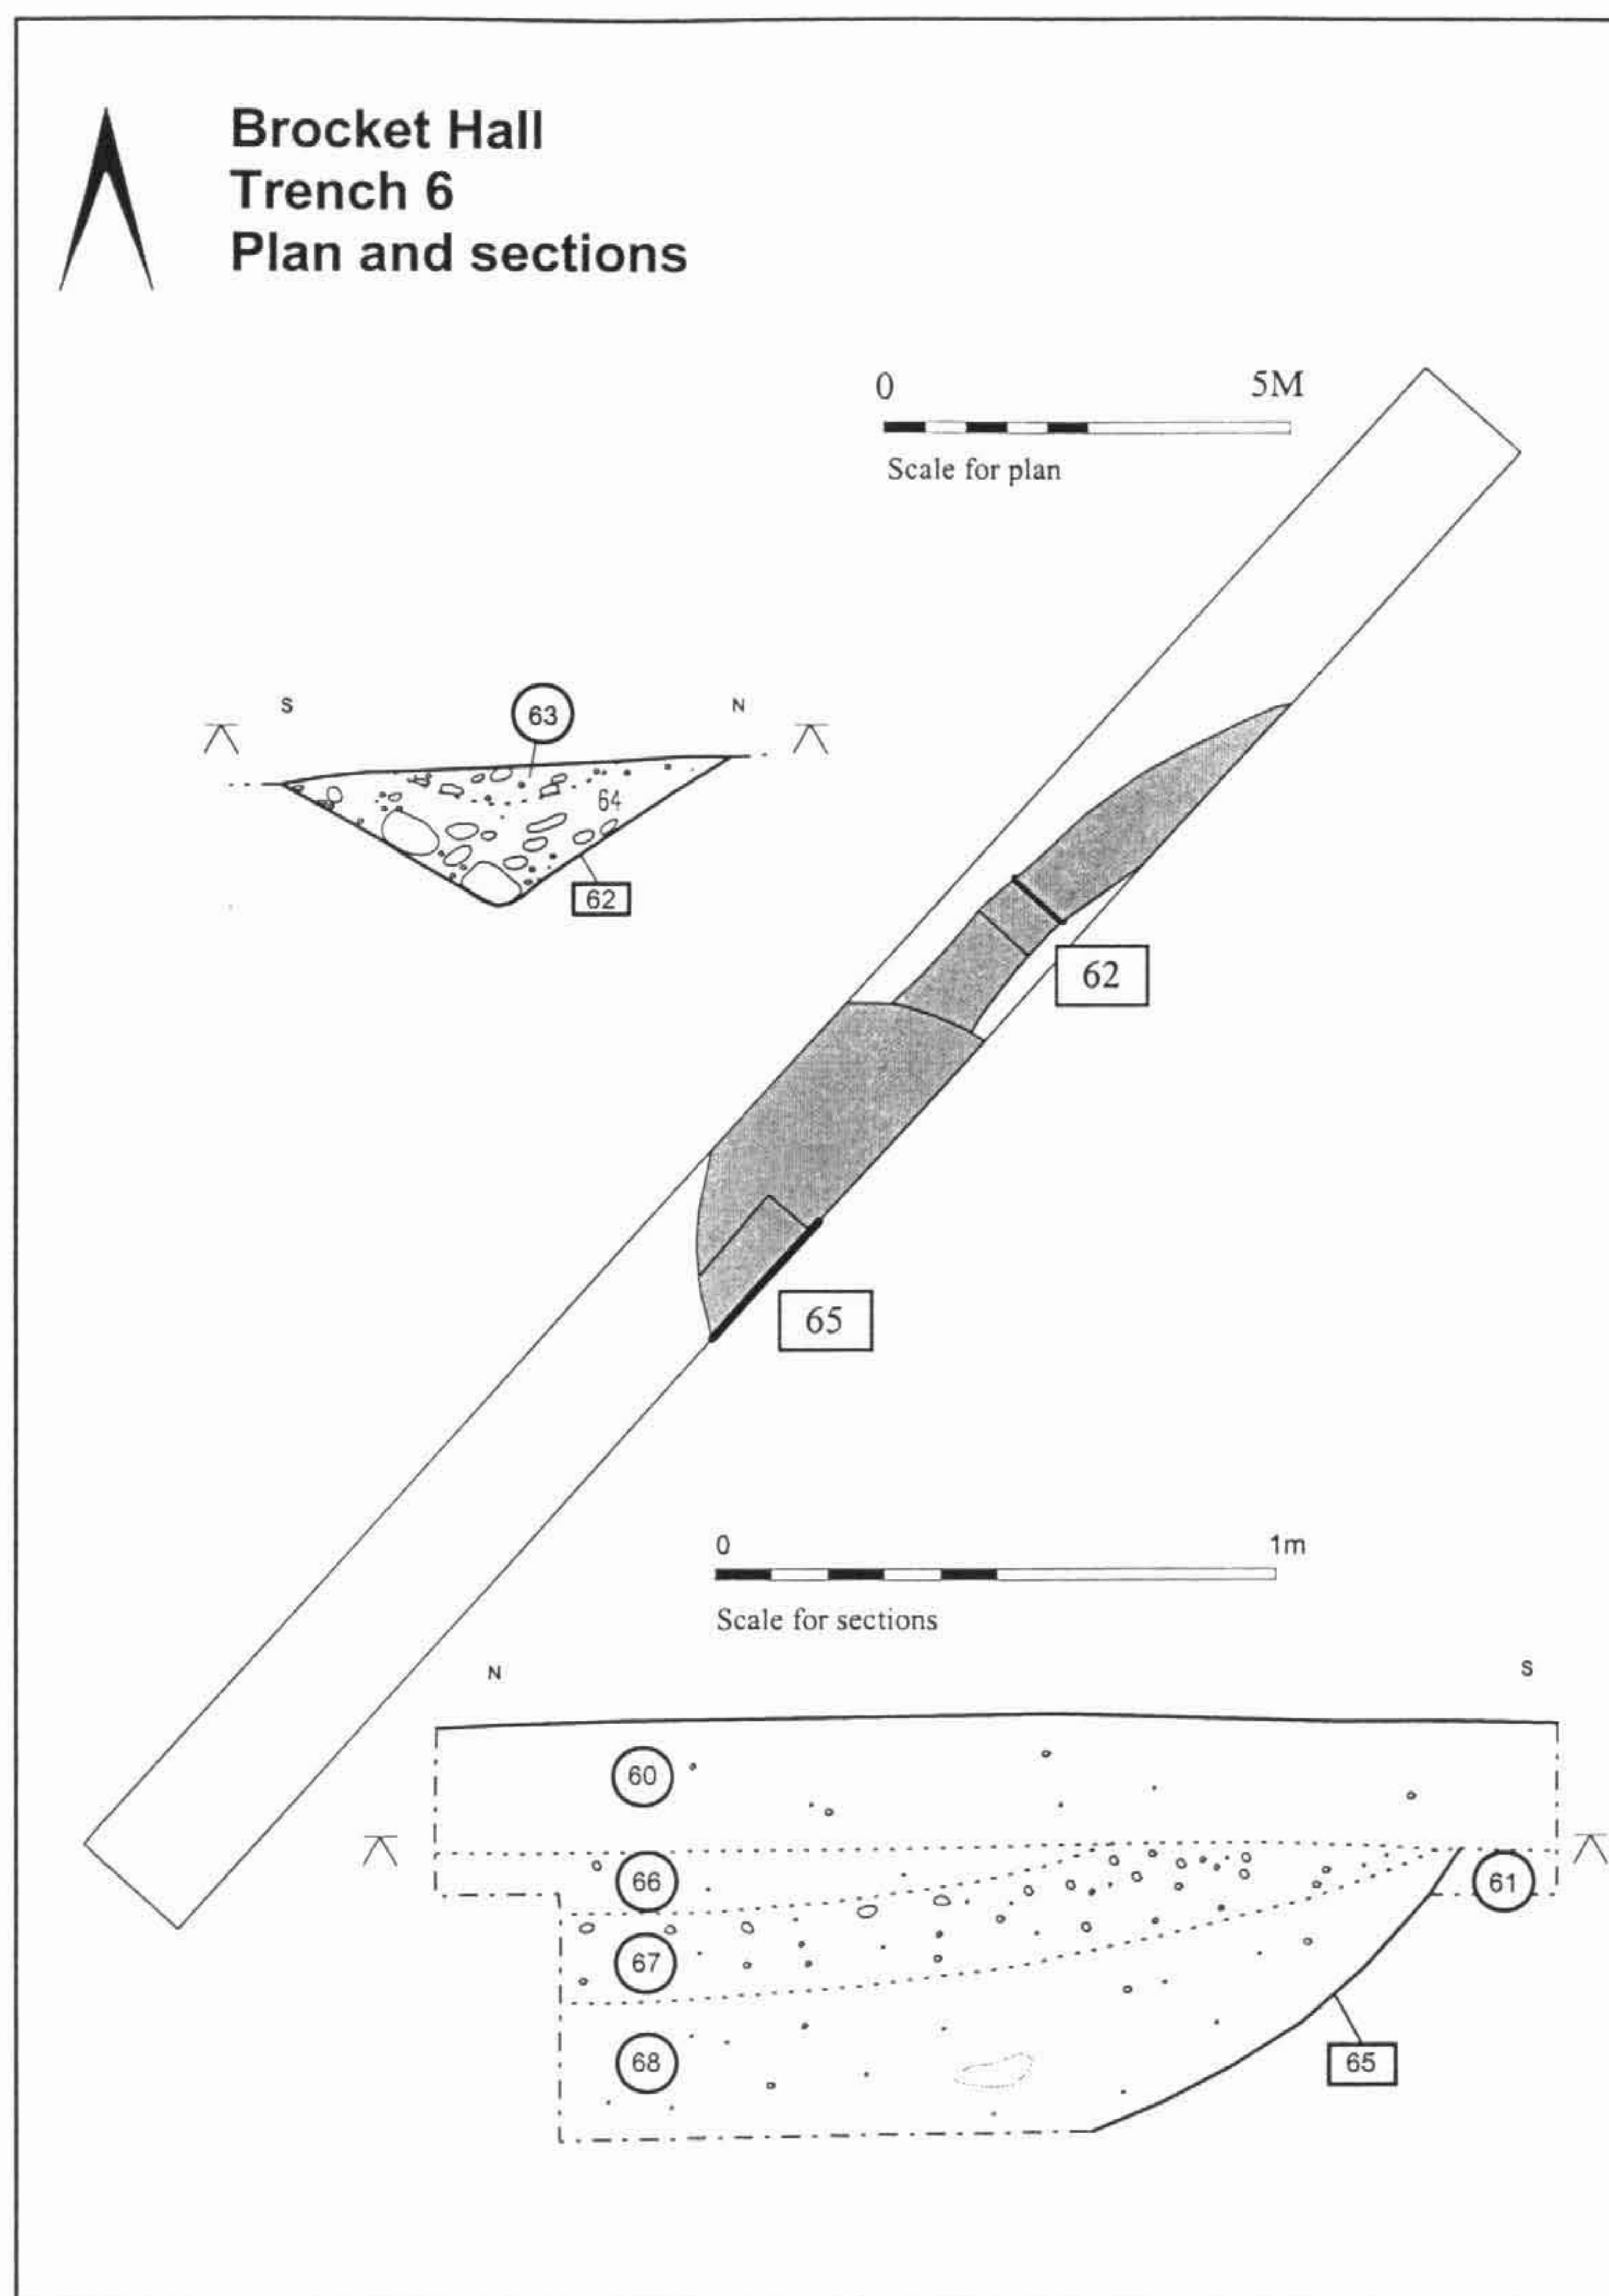 Brocket Hall
Trench 6
Plan and sections
0 5M
Scale for plan
S 63 N
64
62
62
65
0 1m
Scale for sections
N S
60
66
61
67
68
65